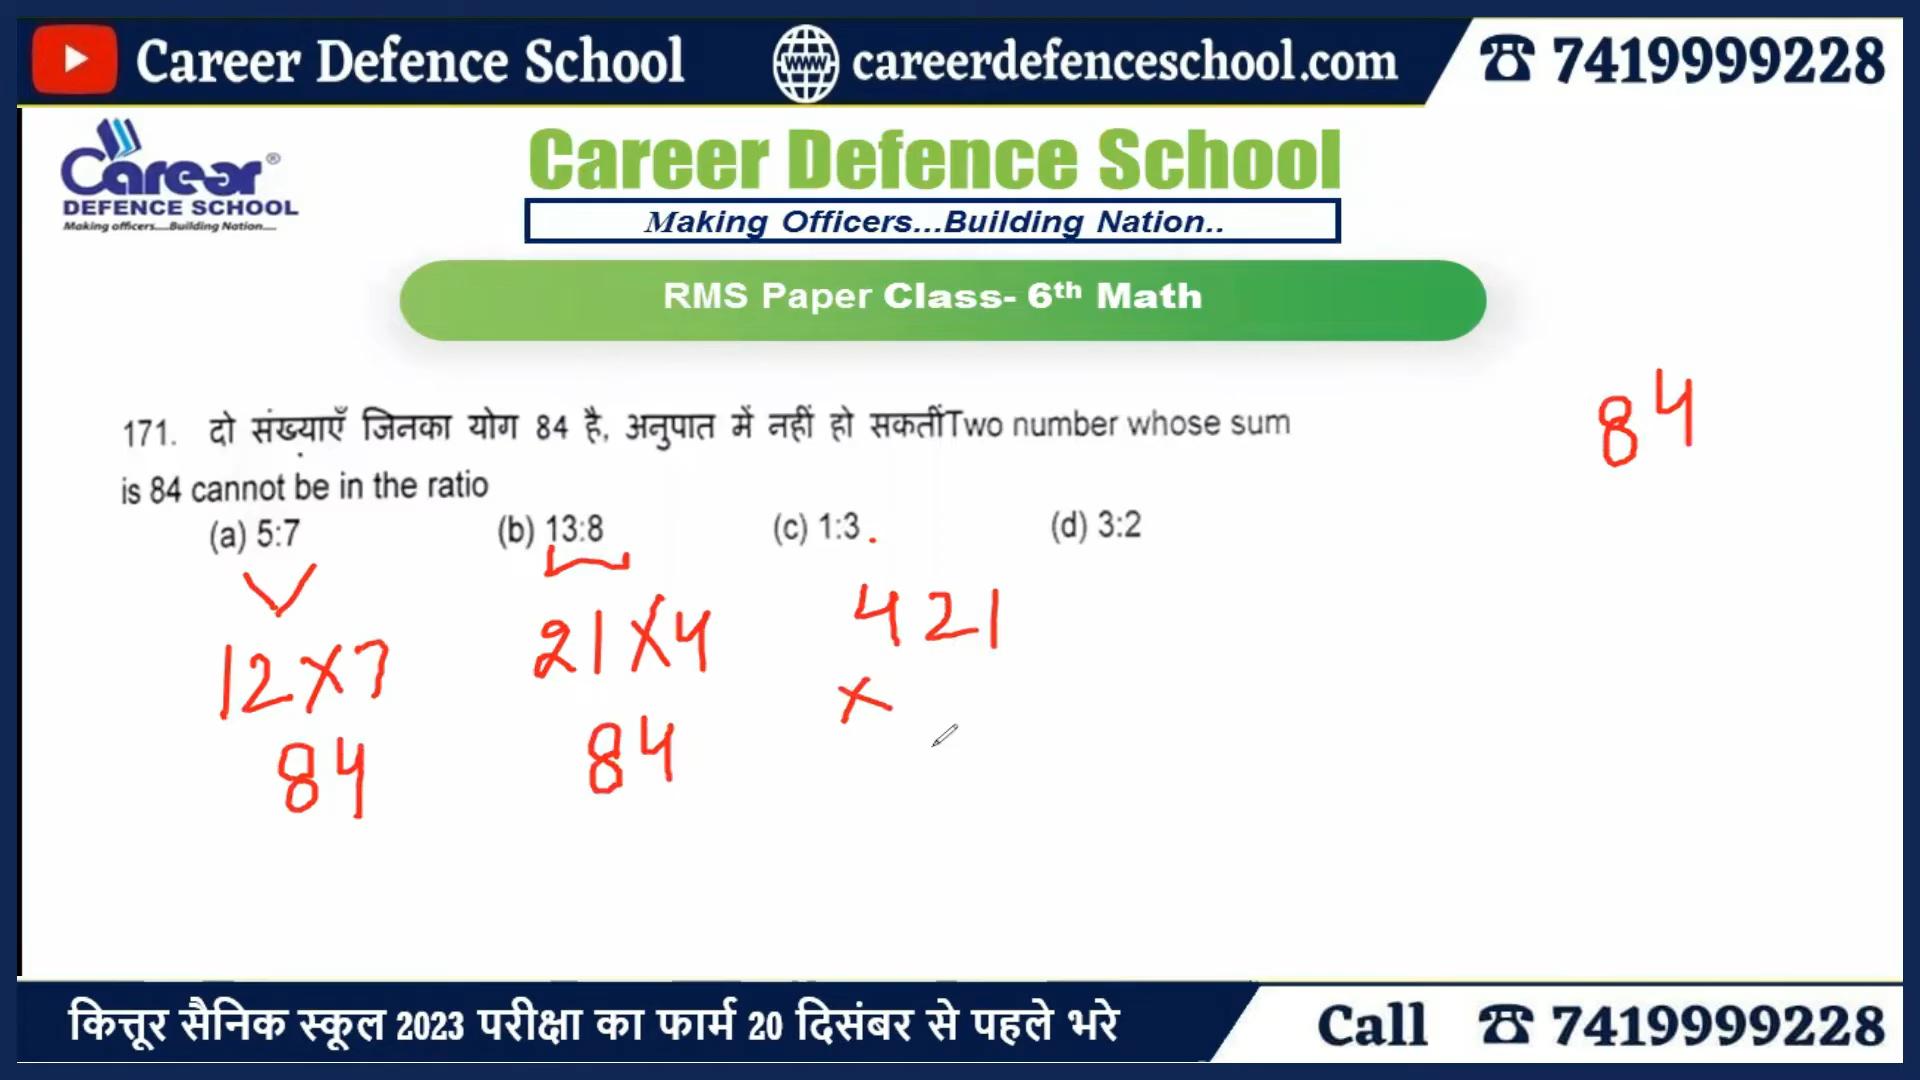 Career Defence School careerdefenceschool.com ☎ 7419999228
Carear®
DEFENCE SCHOOL
Making officers....Building Nation....
Career Defence School
Making Officers...Building Nation..
RMS Paper Class- 6th Math
84
171. दो संख्याएँ जिनका योग 84 है, अनुपात में नहीं हो सकतींTwo number whose sum
is 84 cannot be in the ratio
(a) 5:7 (b) 13:8 (c) 1:3 (d) 3:2
12×7 21×4 4 21
×
84 84
कित्तूर सैनिक स्कूल 2023 परीक्षा का फार्म 20 दिसंबर से पहले भरे Call ☎ 7419999228